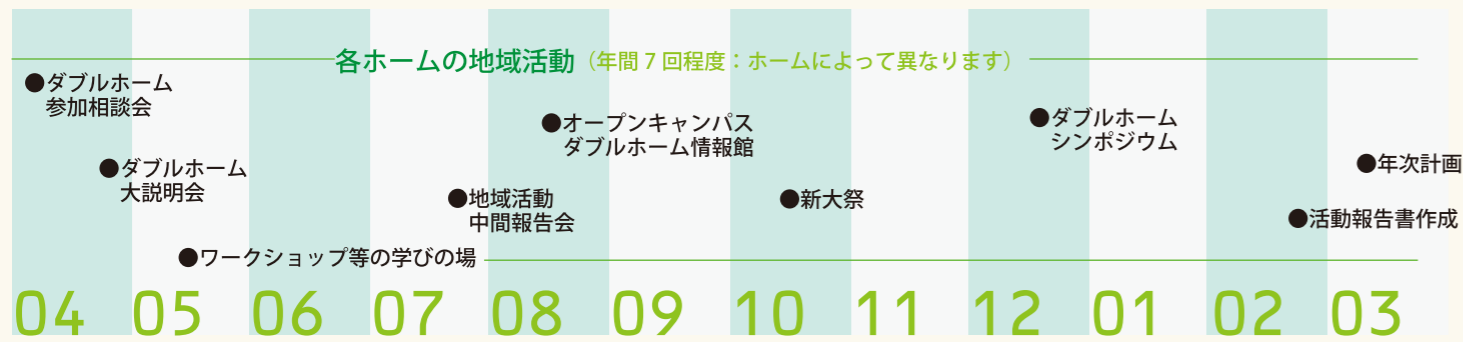 各ホームの地域活動（年間 7 回程度：ホームによって異なります）
●ダブルホーム
参加相談会
●ダブルホーム
大説明会
●ワークショップ等の学びの場
●地域活動
中間報告会
●オープンキャンパス
ダブルホーム情報館
●新大祭
●ダブルホーム
シンポジウム
●年次計画
●活動報告書作成
04 05 06 07 08 09 10 11 12 01 02 03